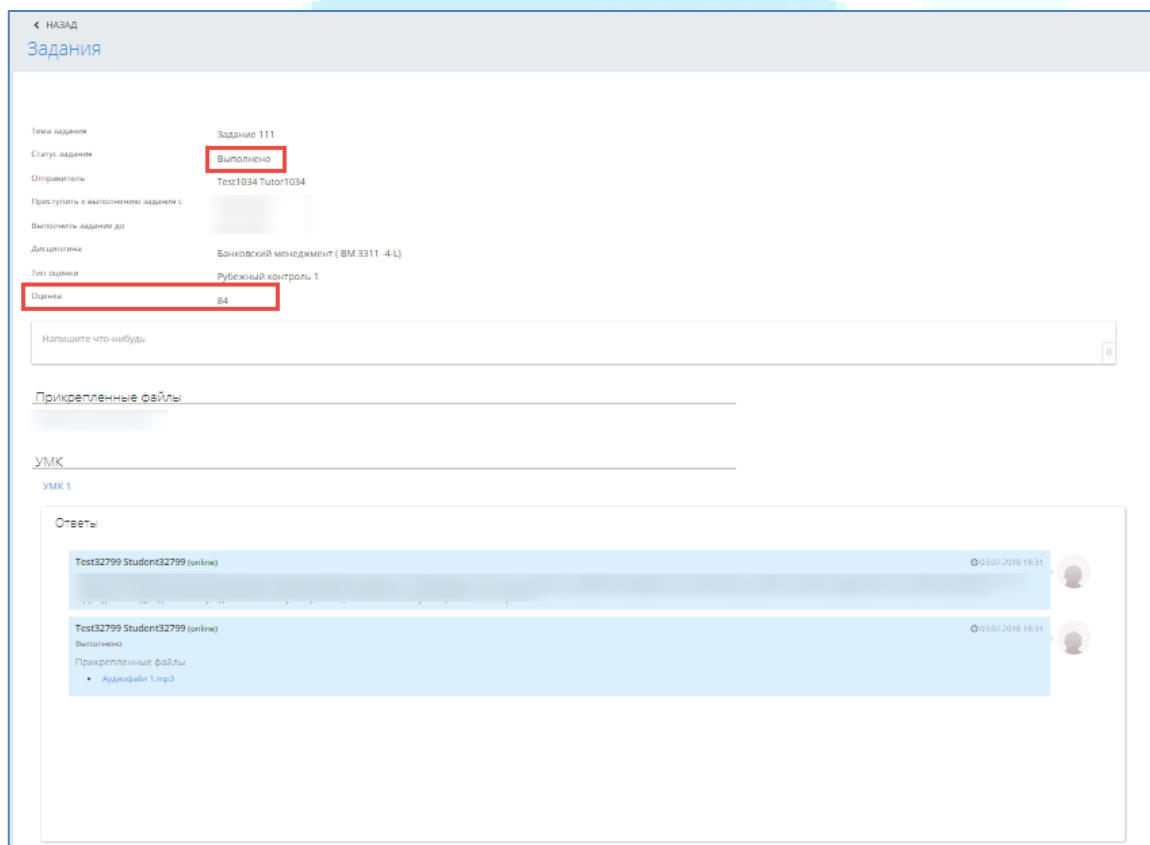 НАЗАД
Задания
Тема задания Задание 111
Статус задания Выполнено
Отправитель Test1034 Tutor1034
Приступить к выполнению задания с
Выполнить задание до
Дисциплина Банковский менеджмент ( BM 3311 -4-L)
Тип оценки Рубежный контроль 1
Оценка 84
Напишите что-нибудь
0
Прикрепленные файлы
УМК
УМК 1
Ответы
Test32799 Student32799 (online) 03.07.2018 18:31
Test32799 Student32799 (online) 03.07.2018 18:31
Выполнено
Прикрепленные файлы
Аудиофайл 1.mp3